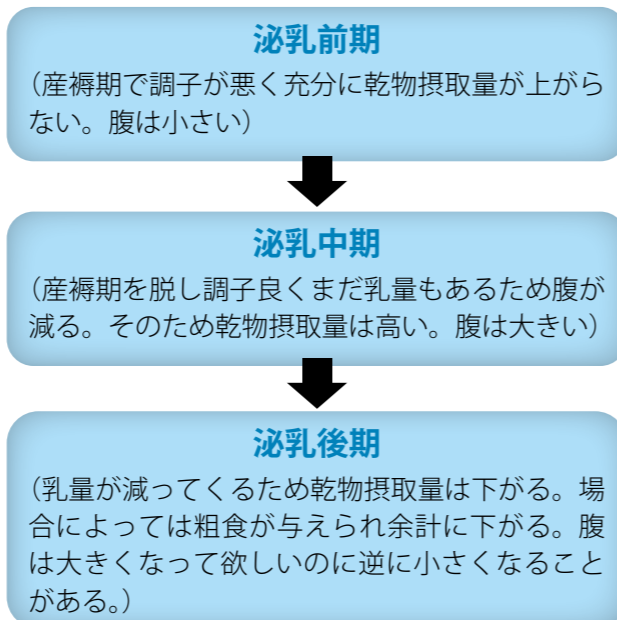 泌乳前期
（産褥期で調子が悪く充分に乾物摂取量が上がら
ない。腹は小さい）
泌乳中期
（産褥期を脱し調子良くまだ乳量もあるため腹が
減る。そのため乾物摂取量は高い。腹は大きい）
泌乳後期
（乳量が減ってくるため乾物摂取量は下がる。場
合によっては粗食が与えられ余計に下がる。腹
は大きくなって欲しいのに逆に小さくなること
がある。）